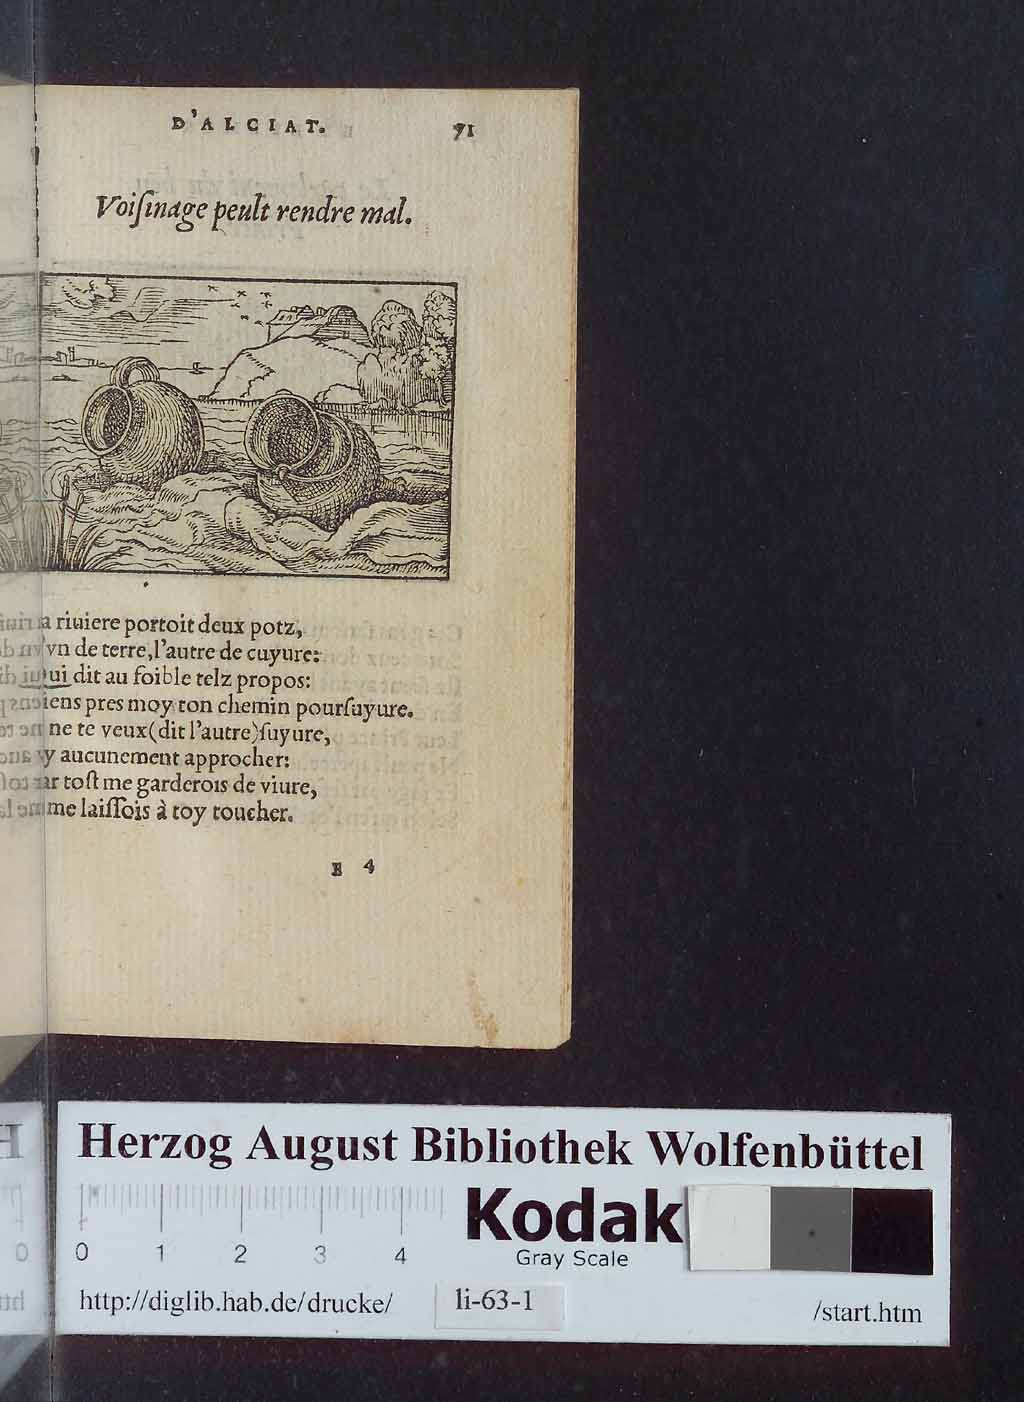 D'ALCIAT. 71
Voiſinage peult rendre mal.
a riuiere portoit deux potz,
vn de terre, l'autre de cuyure:
ui dit au foible telz propos:
iens pres moy ton chemin pourſuyure.
ne te veux (dit l'autre) ſuyure,
y aucunement approcher:
ar toſt me garderois de viure,
me laiſſois à toy toucher.
E 4
Herzog August Bibliothek Wolfenbüttel
Kodak
Gray Scale
0 1 2 3 4
http://diglib.hab.de/drucke/ li-63-1 /start.htm